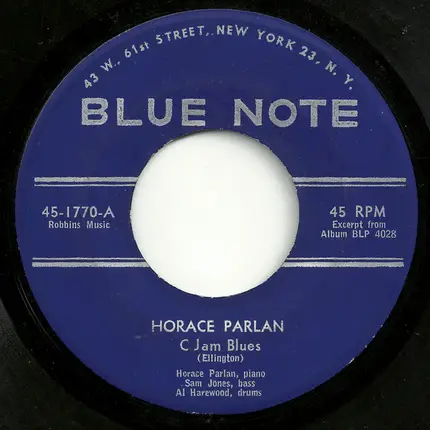 43 W., 61st STREET,. NEW YORK 23, N. Y.
BLUE NOTE
45-1770-A
Robbins Music
45 RPM
Excerpt from
Album BLP 4028
HORACE PARLAN
C Jam Blues
(Ellington)
Horace Parlan, piano
Sam Jones, bass
Al Harewood, drums